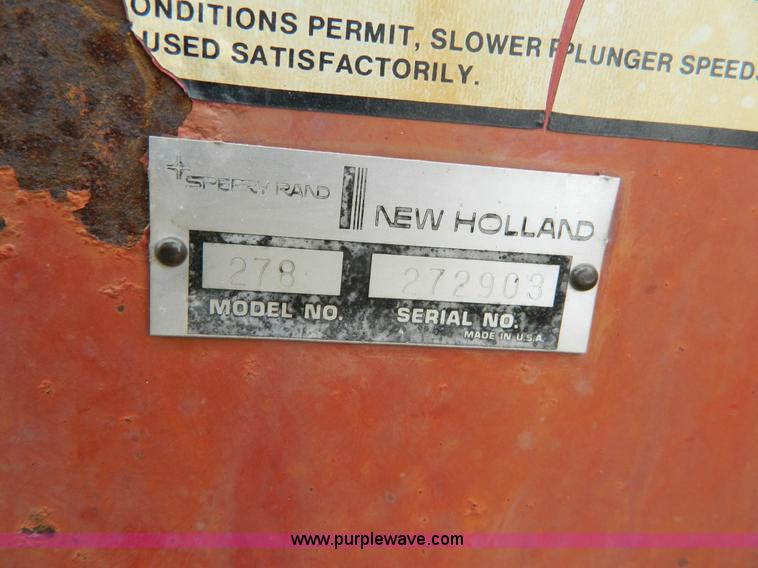 ONDITIONS PERMIT, SLOWER PLUNGER SPEEDS
USED SATISFACTORILY.
SPERRY RAND NEW HOLLAND
278 272903
MODEL NO. SERIAL NO.
MADE IN U.S.A.
www.purplewave.com